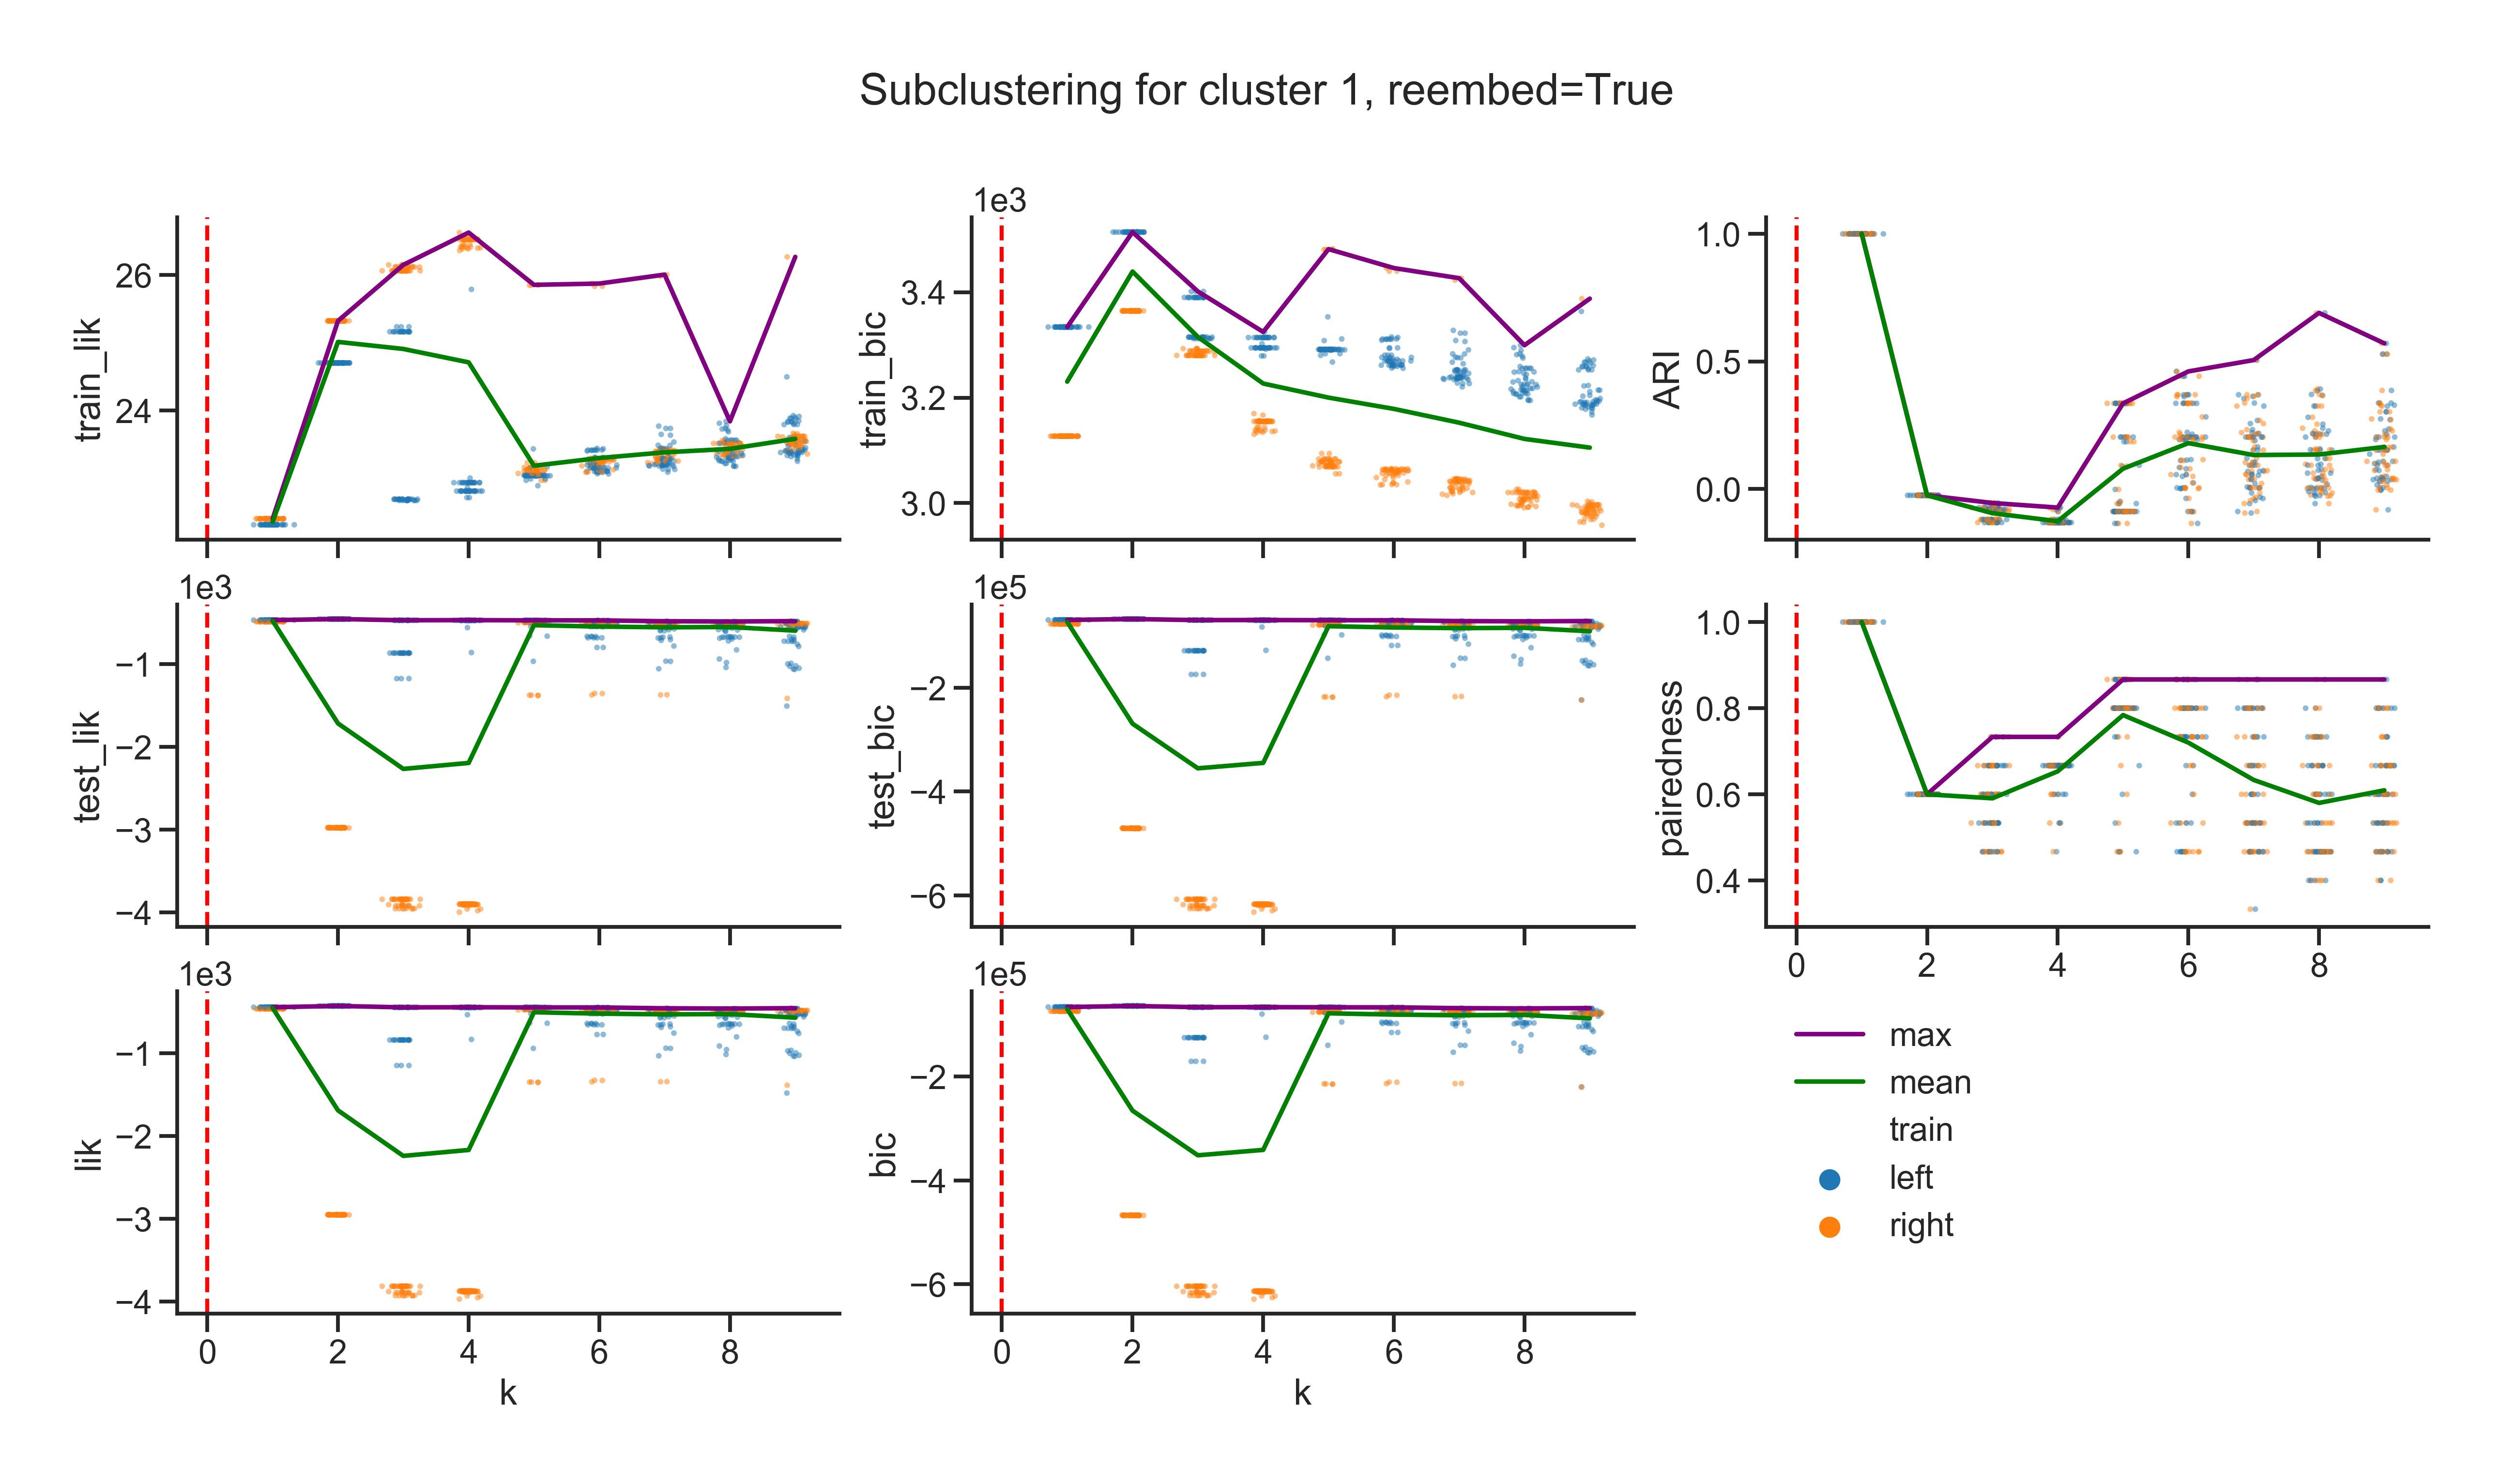 Subclustering for cluster 1, reembed=True
train_lik
26
24
1e3
train_bic
3.4
3.2
3.0
ARI
1.0
0.5
0.0
1e3
test_lik
−1
−2
−3
−4
1e5
test_bic
−2
−4
−6
pairedness
1.0
0.8
0.6
0.4
0 2 4 6 8
1e3
lik
−1
−2
−3
−4
0 2 4 6 8
k
1e5
bic
−2
−4
−6
0 2 4 6 8
k
max
mean
train
left
right